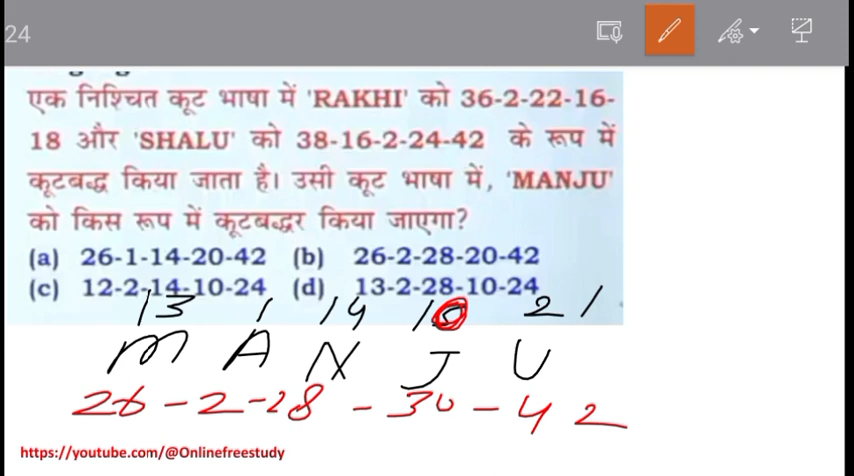 24
एक निश्चित कूट भाषा में 'RAKHI' को 36-2-22-16-
18 और 'SHALU' को 38-16-2-24-42 के रूप में
कूटबद्ध किया जाता है। उसी कूट भाषा में, 'MANJU'
को किस रूप में कूटबद्धर किया जाएगा?
(a) 26-1-14-20-42 (b) 26-2-28-20-42
(c) 12-2-14-10-24 (d) 13-2-28-10-24
13 1 14 10 21
M A N J U
26 - 2 - 28 - 30 - 42
https://youtube.com/@Onlinefreestudy